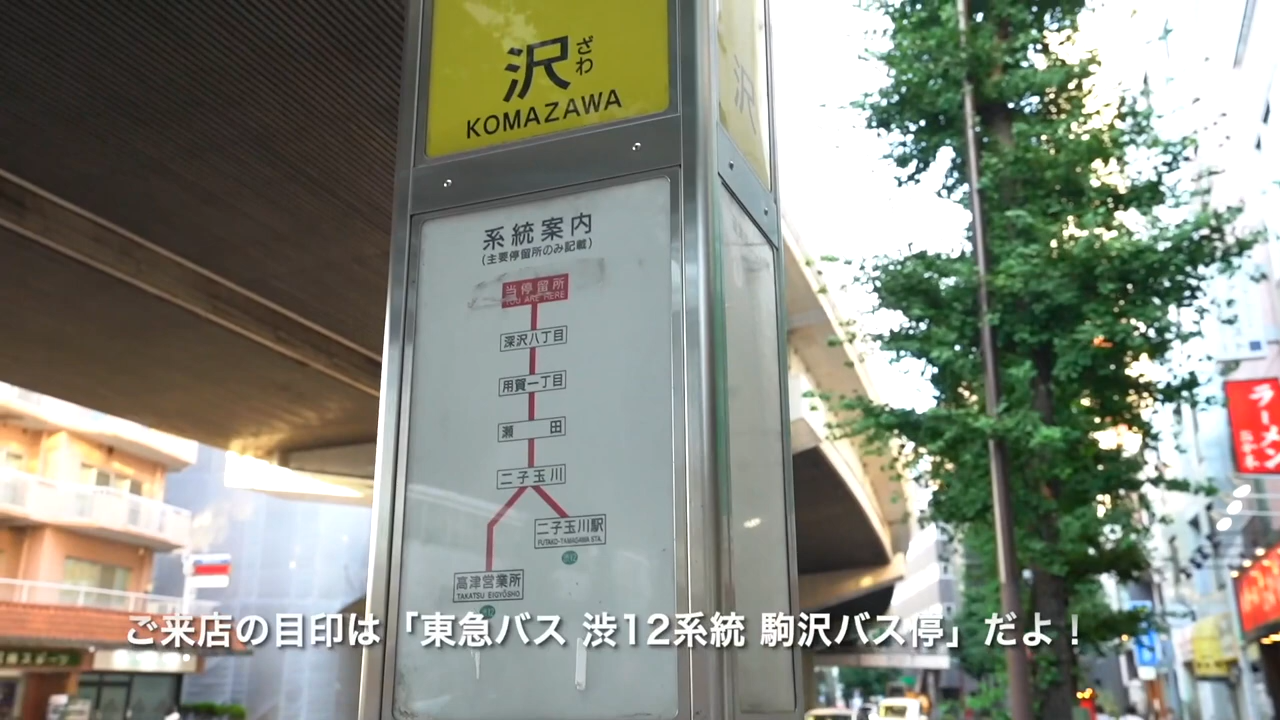 沢
ざわ
KOMAZAWA
沢
系統案内
(主要停留所のみ記載)
当停留所
YOU ARE HERE
深沢八丁目
用賀一丁目
瀬 田
二子玉川
二子玉川駅
FUTAKO-TAMAGAWA STA.
高津営業所
TAKATSU EIGYŌSHO
ラーメン
ご来店の目印は「東急バス 渋12系統 駒沢バス停」だよ！